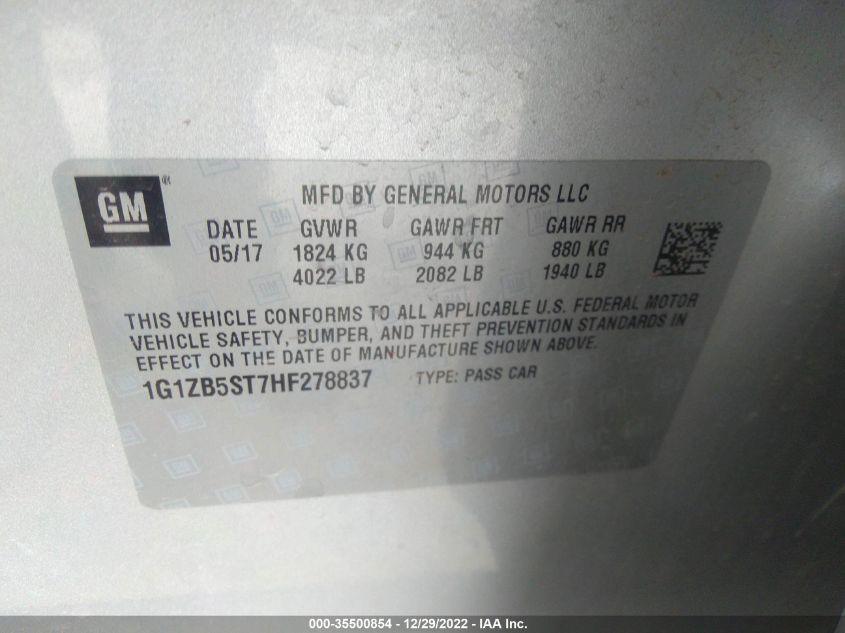 GM
MFD BY GENERAL MOTORS LLC
DATE GVWR GAWR FRT GAWR RR
05/17 1824 KG 944 KG 880 KG
4022 LB 2082 LB 1940 LB
THIS VEHICLE CONFORMS TO ALL APPLICABLE U.S. FEDERAL MOTOR
VEHICLE SAFETY, BUMPER, AND THEFT PREVENTION STANDARDS IN
EFFECT ON THE DATE OF MANUFACTURE SHOWN ABOVE.
1G1ZB5ST7HF278837 TYPE: PASS CAR
000-35500854 - 12/29/2022 - IAA Inc.